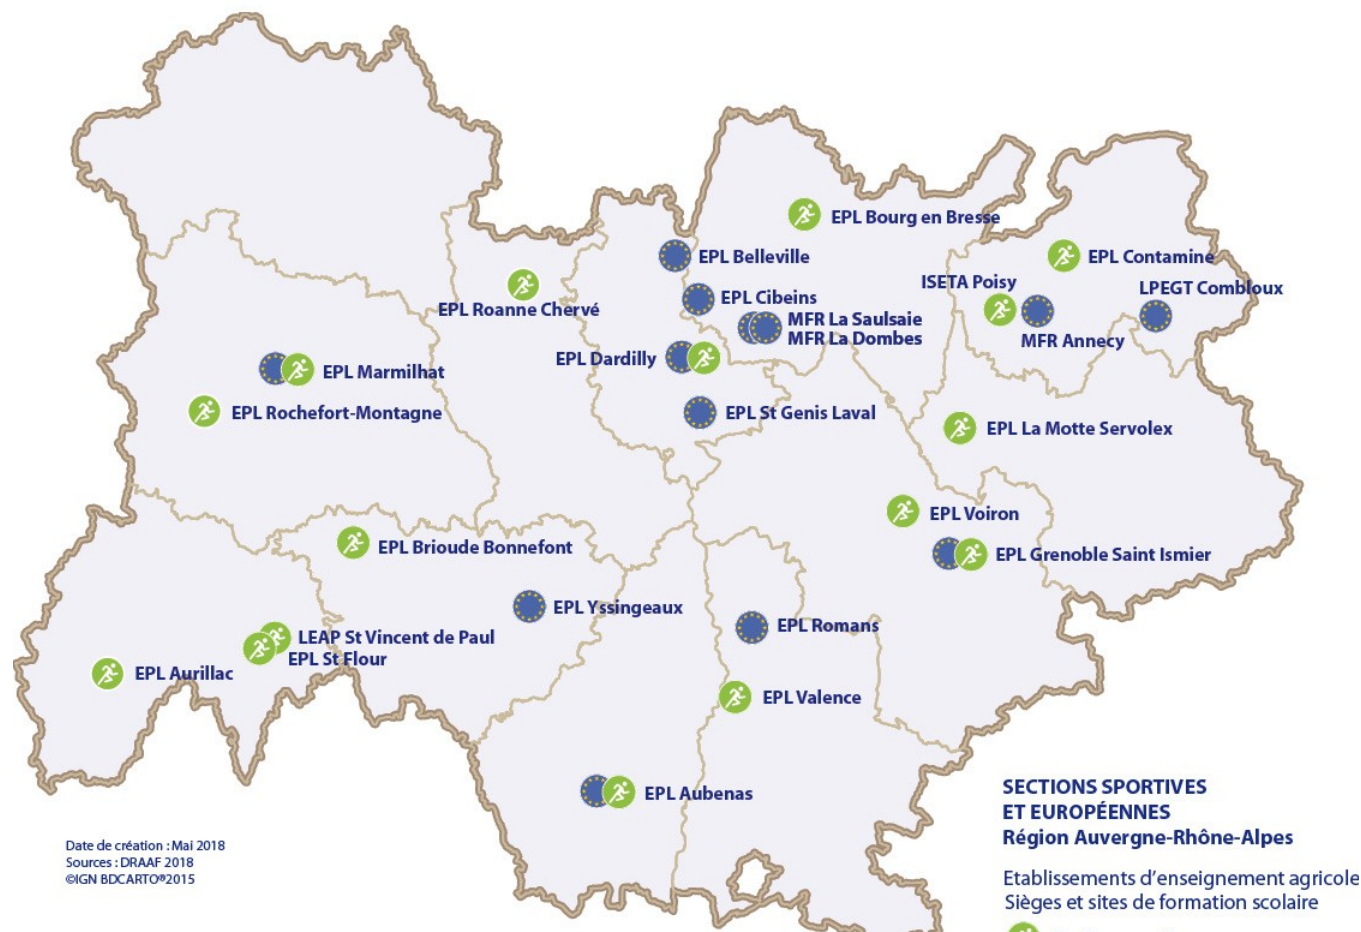 EPL Bourg en Bresse
EPL Belleville
EPL Contamine
ISETA Poisy
LPEGT Combloux
EPL Cibeins
EPL Roanne Chervé
MFR La Saulsaie
MFR La Dombes
MFR Annecy
EPL Dardilly
EPL Marmilhat
EPL Rochefort-Montagne
EPL St Genis Laval
EPL La Motte Servolex
EPL Voiron
EPL Brioude Bonnefont
EPL Grenoble Saint Ismier
EPL Yssingeaux
EPL Romans
LEAP St Vincent de Paul
EPL St Flour
EPL Aurillac
EPL Valence
EPL Aubenas
SECTIONS SPORTIVES
ET EUROPÉENNES
Région Auvergne-Rhône-Alpes
Etablissements d'enseignement agricole
Sièges et sites de formation scolaire
Date de création : Mai 2018
Sources : DRAAF 2018
©IGN BDCARTO®2015